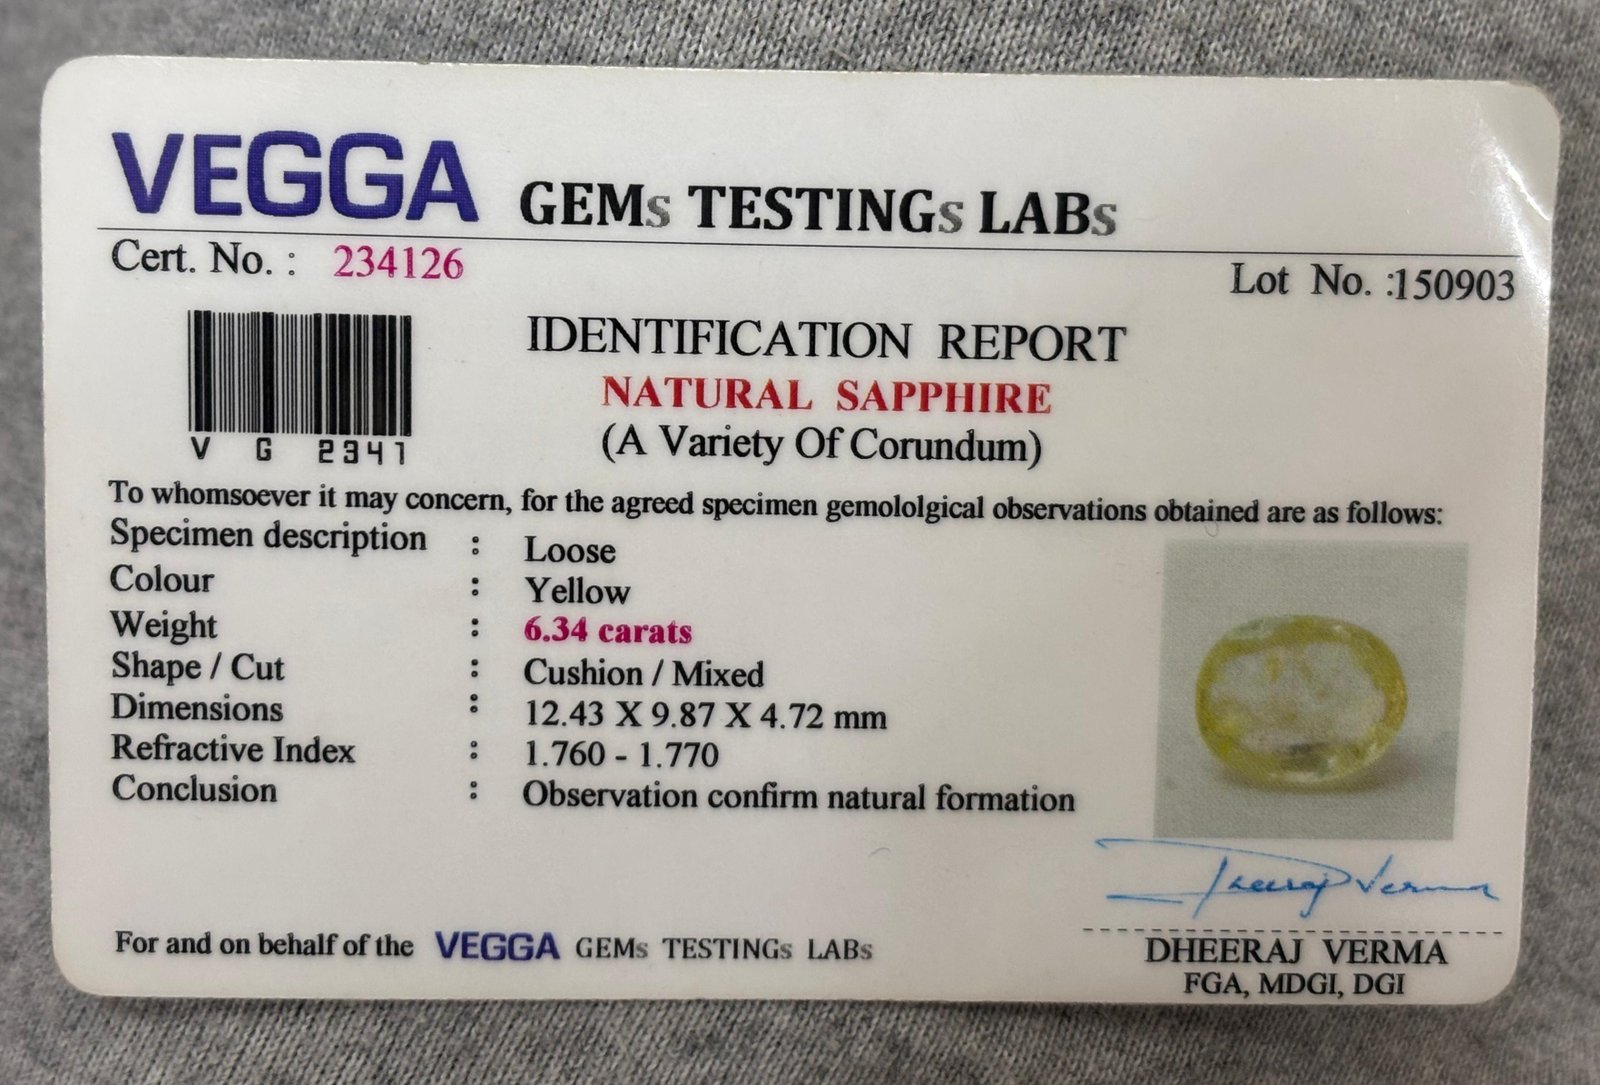 VEGGA GEMs TESTINGs LABs
Cert. No. : 234126
Lot No. :150903
IDENTIFICATION REPORT
NATURAL SAPPHIRE
(A Variety Of Corundum)
V G 2341
To whomsoever it may concern, for the agreed specimen gemololgical observations obtained are as follows:
Specimen description : Loose
Colour : Yellow
Weight : 6.34 carats
Shape / Cut : Cushion / Mixed
Dimensions : 12.43 X 9.87 X 4.72 mm
Refractive Index : 1.760 - 1.770
Conclusion : Observation confirm natural formation
Dheeraj Verma
For and on behalf of the VEGGA GEMs TESTINGs LABs
DHEERAJ VERMA
FGA, MDGI, DGI